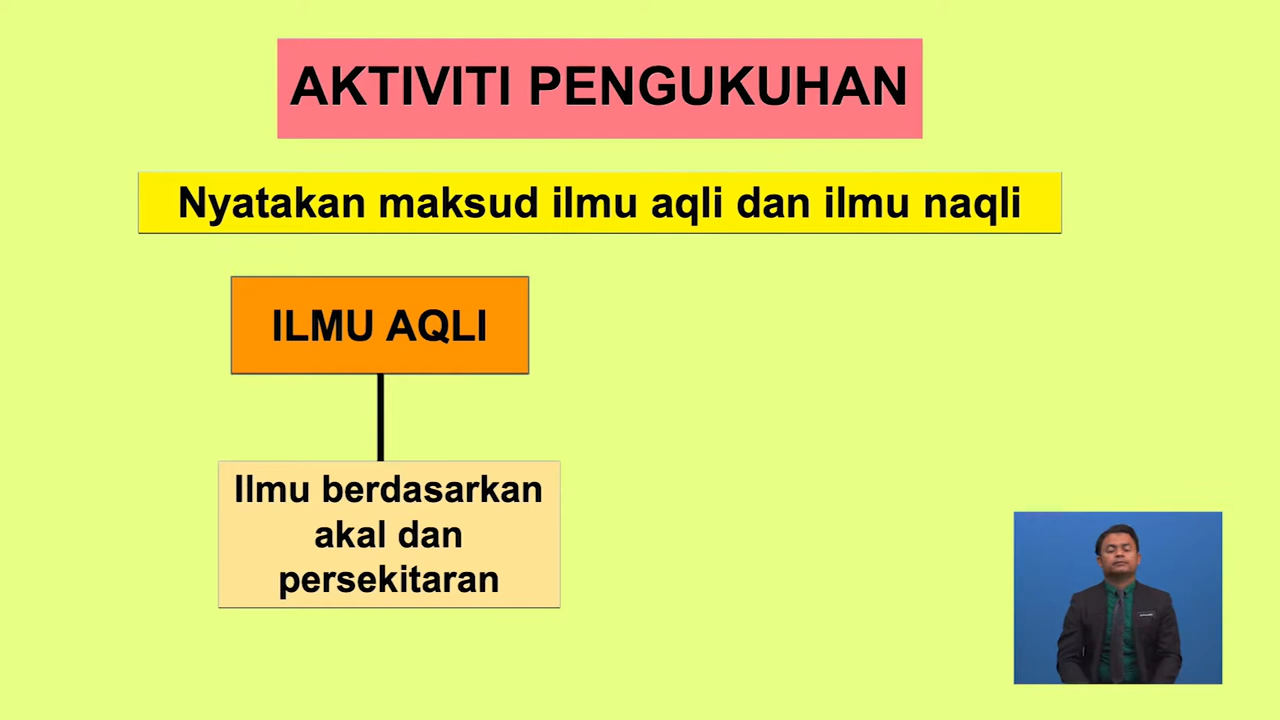 AKTIVITI PENGUKUHAN
Nyatakan maksud ilmu aqli dan ilmu naqli
ILMU AQLI
Ilmu berdasarkan
akal dan
persekitaran